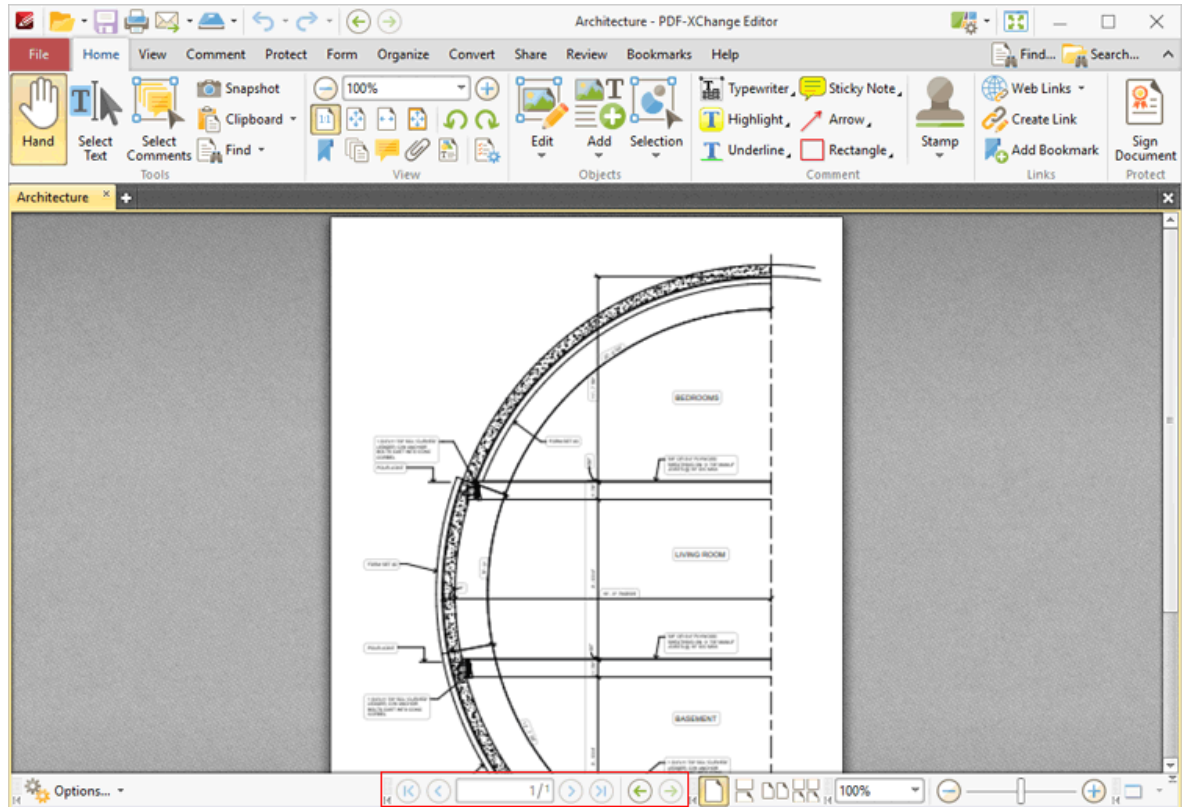 Architecture - PDF-XChange Editor
File Home View Comment Protect Form Organize Convert Share Review Bookmarks Help Find... Search...
Hand
Select Text
Select Comments
Snapshot
Clipboard
Find
Tools
100%
1:1
View
Edit
Add
Selection
Objects
Typewriter
Sticky Note
Highlight
Arrow
Underline
Rectangle
Stamp
Comment
Web Links
Create Link
Add Bookmark
Links
Sign Document
Protect
Architecture
BEDROOMS
LIVING ROOM
BASEMENT
Options...
1/1
100%